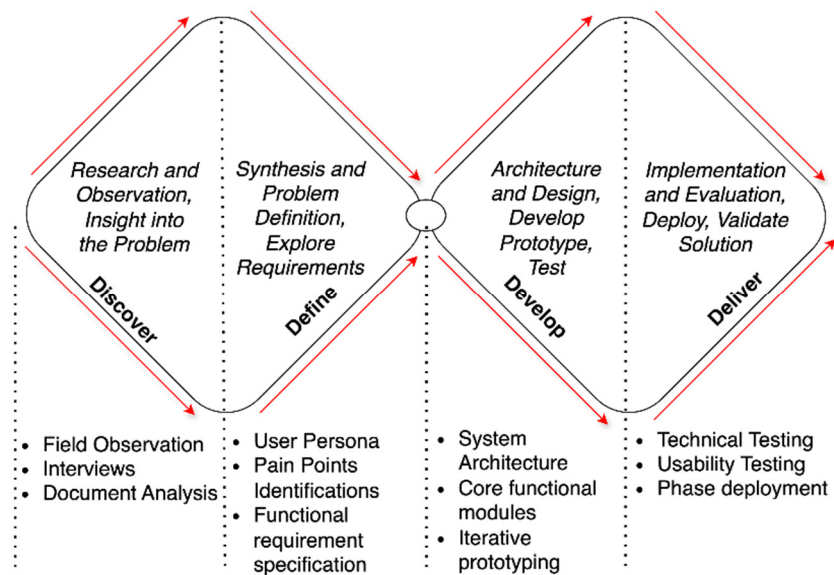 Research and
Observation,
Insight into
the Problem
Discover
Synthesis and
Problem
Definition,
Explore
Requirements
Define
Architecture
and Design,
Develop
Prototype,
Test
Develop
Implementation
and Evaluation,
Deploy, Validate
Solution
Deliver
• Field Observation
• Interviews
• Document Analysis
• User Persona
• Pain Points
Identifications
• Functional
requirement
specification
• System
Architecture
• Core functional
modules
• Iterative
prototyping
• Technical Testing
• Usability Testing
• Phase deployment